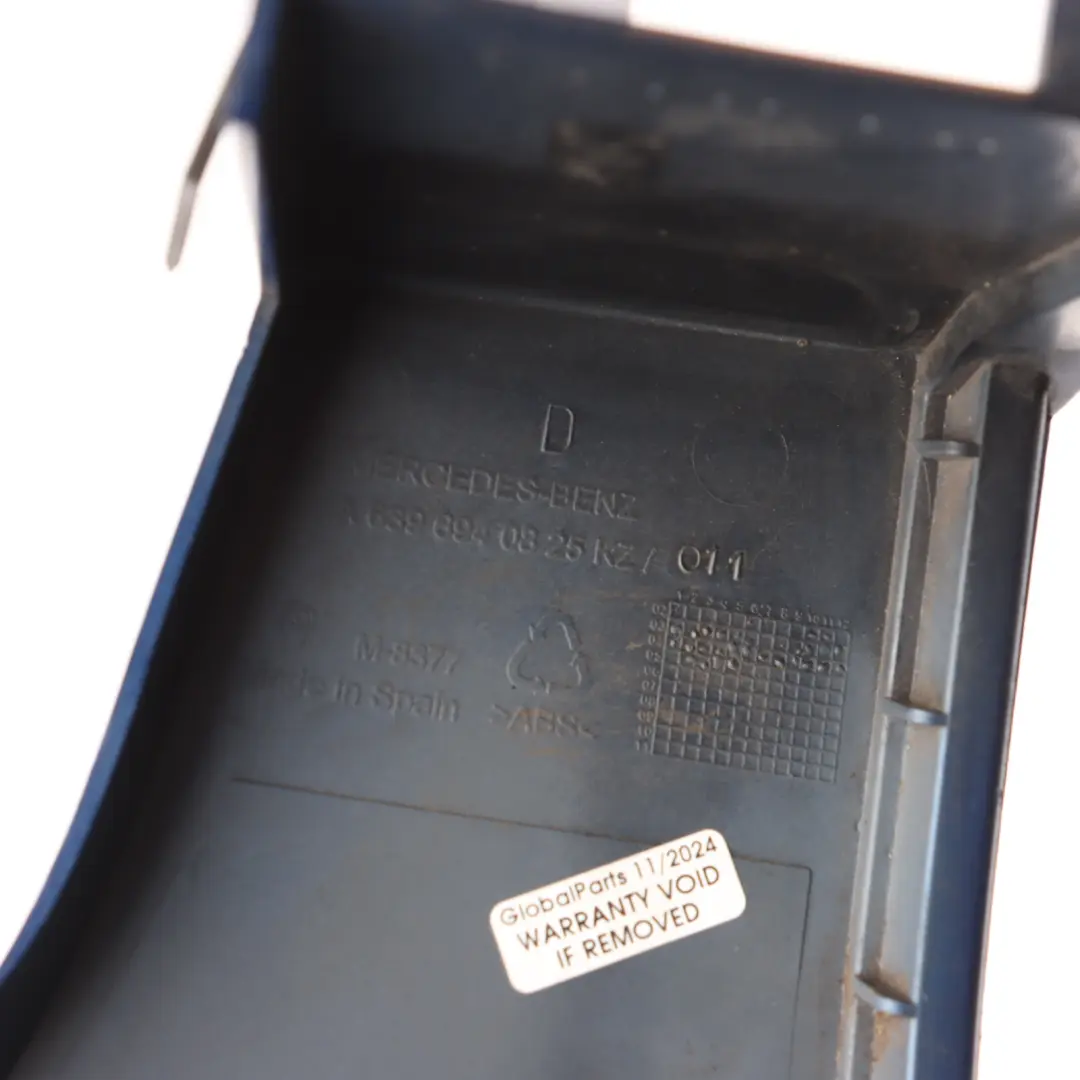 D
MERCEDES-BENZ
639 694 08 25 KZ / 011
M-8377
Made in Spain >ABS<
GlobalParts 11/2024
WARRANTY VOID
IF REMOVED